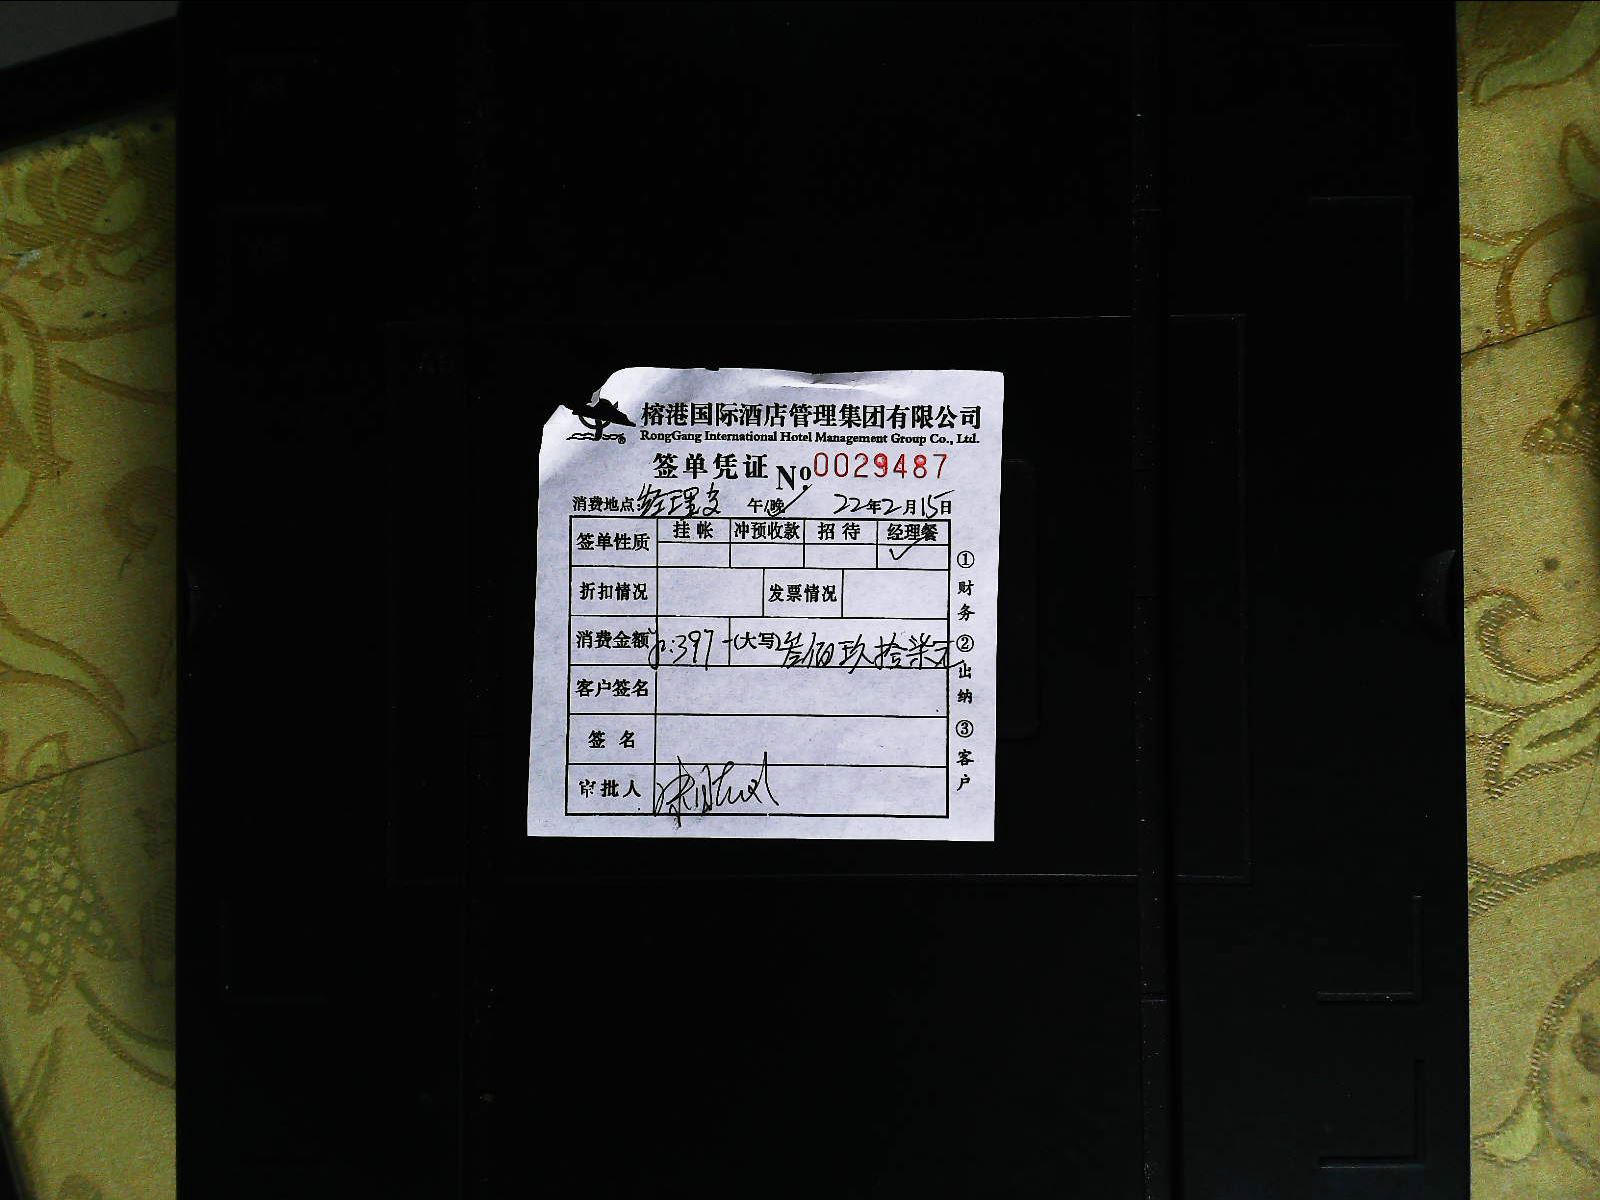 榕港国际酒店管理集团有限公司
RongGang International Hotel Management Group Co., Ltd.
签单凭证 № 0029487
消费地点: 经理 午/晚 22年2月15日
签单性质 挂帐 冲预收款 招待 经理餐
✓
折扣情况 发票情况
消费金额 ¥:397- (大写) 叁佰玖拾柒元
客户签名
签名
审批人
①财务 ②出纳 ③客户